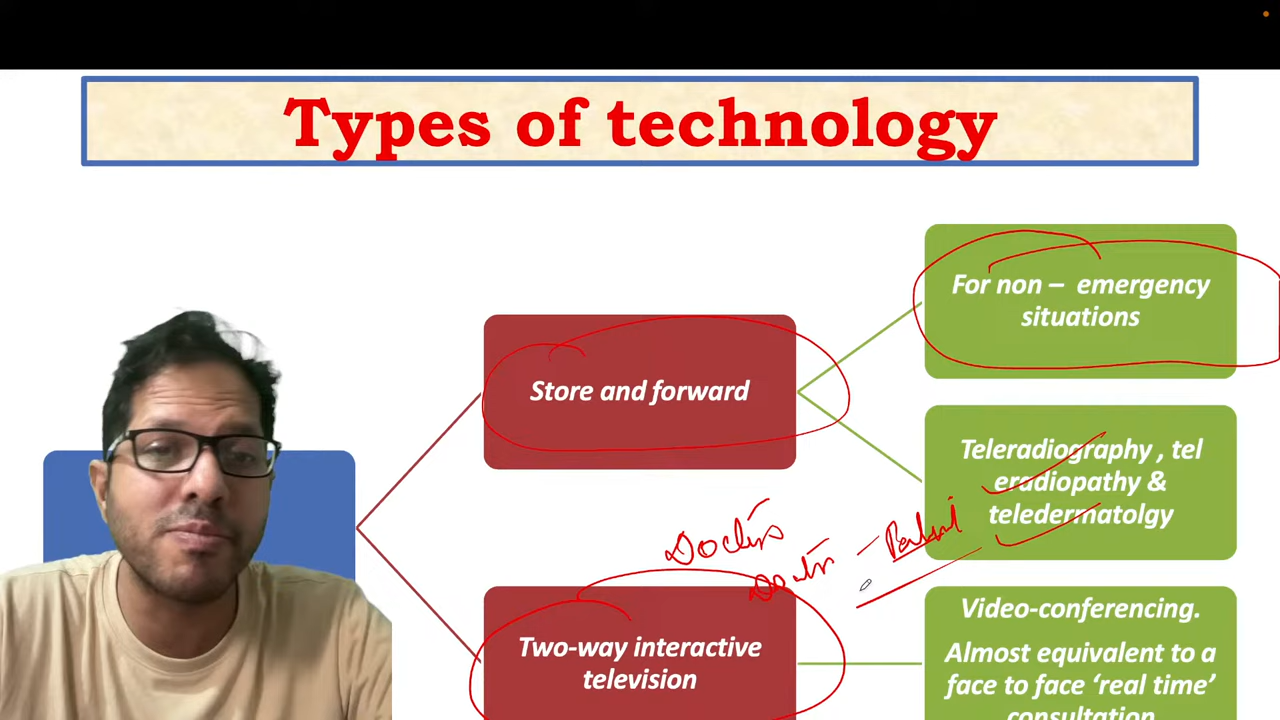 Types of technology
For non – emergency
situations
Store and forward
Teleradiography , tel
eradiopathy &
teledermatolgy
Doctor
Doctor - Patient
Two-way interactive
television
Video-conferencing.
Almost equivalent to a
face to face ‘real time’
consultation